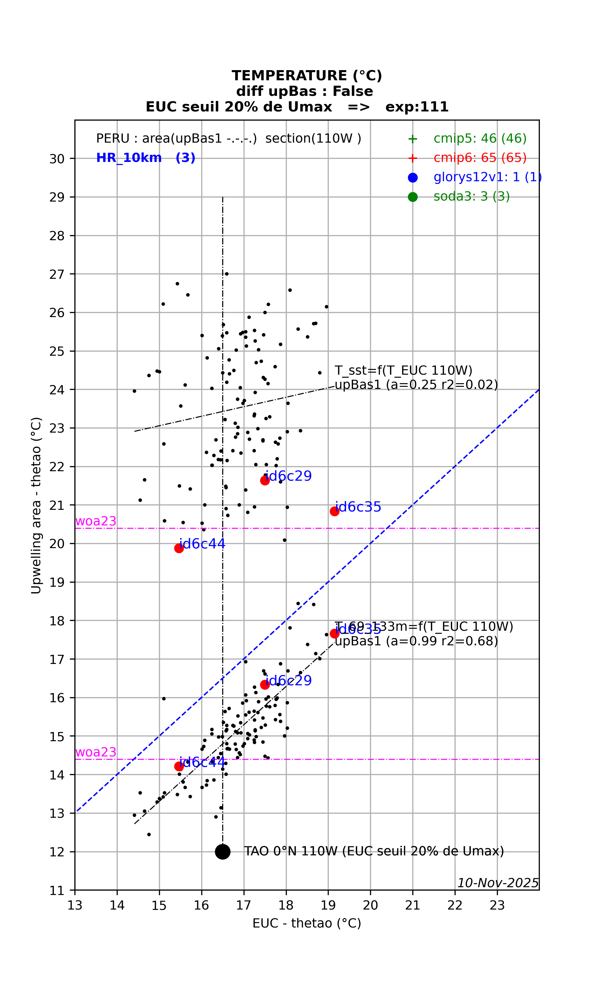 TEMPERATURE (°C)
diff upBas : False
EUC seuil 20% de Umax => exp:111
PERU : area(upBas1 -.-.-.) section(110W )
HR_10km (3)
cmip5: 46 (46)
cmip6: 65 (65)
glorys12v1: 1 (1)
soda3: 3 (3)
30
29
28
27
26
25
24
23
22
21
20
19
18
17
16
15
14
13
12
11
Upwelling area - thetao (°C)
T_sst=f(T_EUC 110W)
upBas1 (a=0.25 r2=0.02)
id6c29
id6c35
woa23
id6c44
T_69_133m=f(T_EUC 110W)
id6c35
upBas1 (a=0.99 r2=0.68)
id6c29
woa23
id6c44
TAO 0°N 110W (EUC seuil 20% de Umax)
10-Nov-2025
13 14 15 16 17 18 19 20 21 22 23
EUC - thetao (°C)